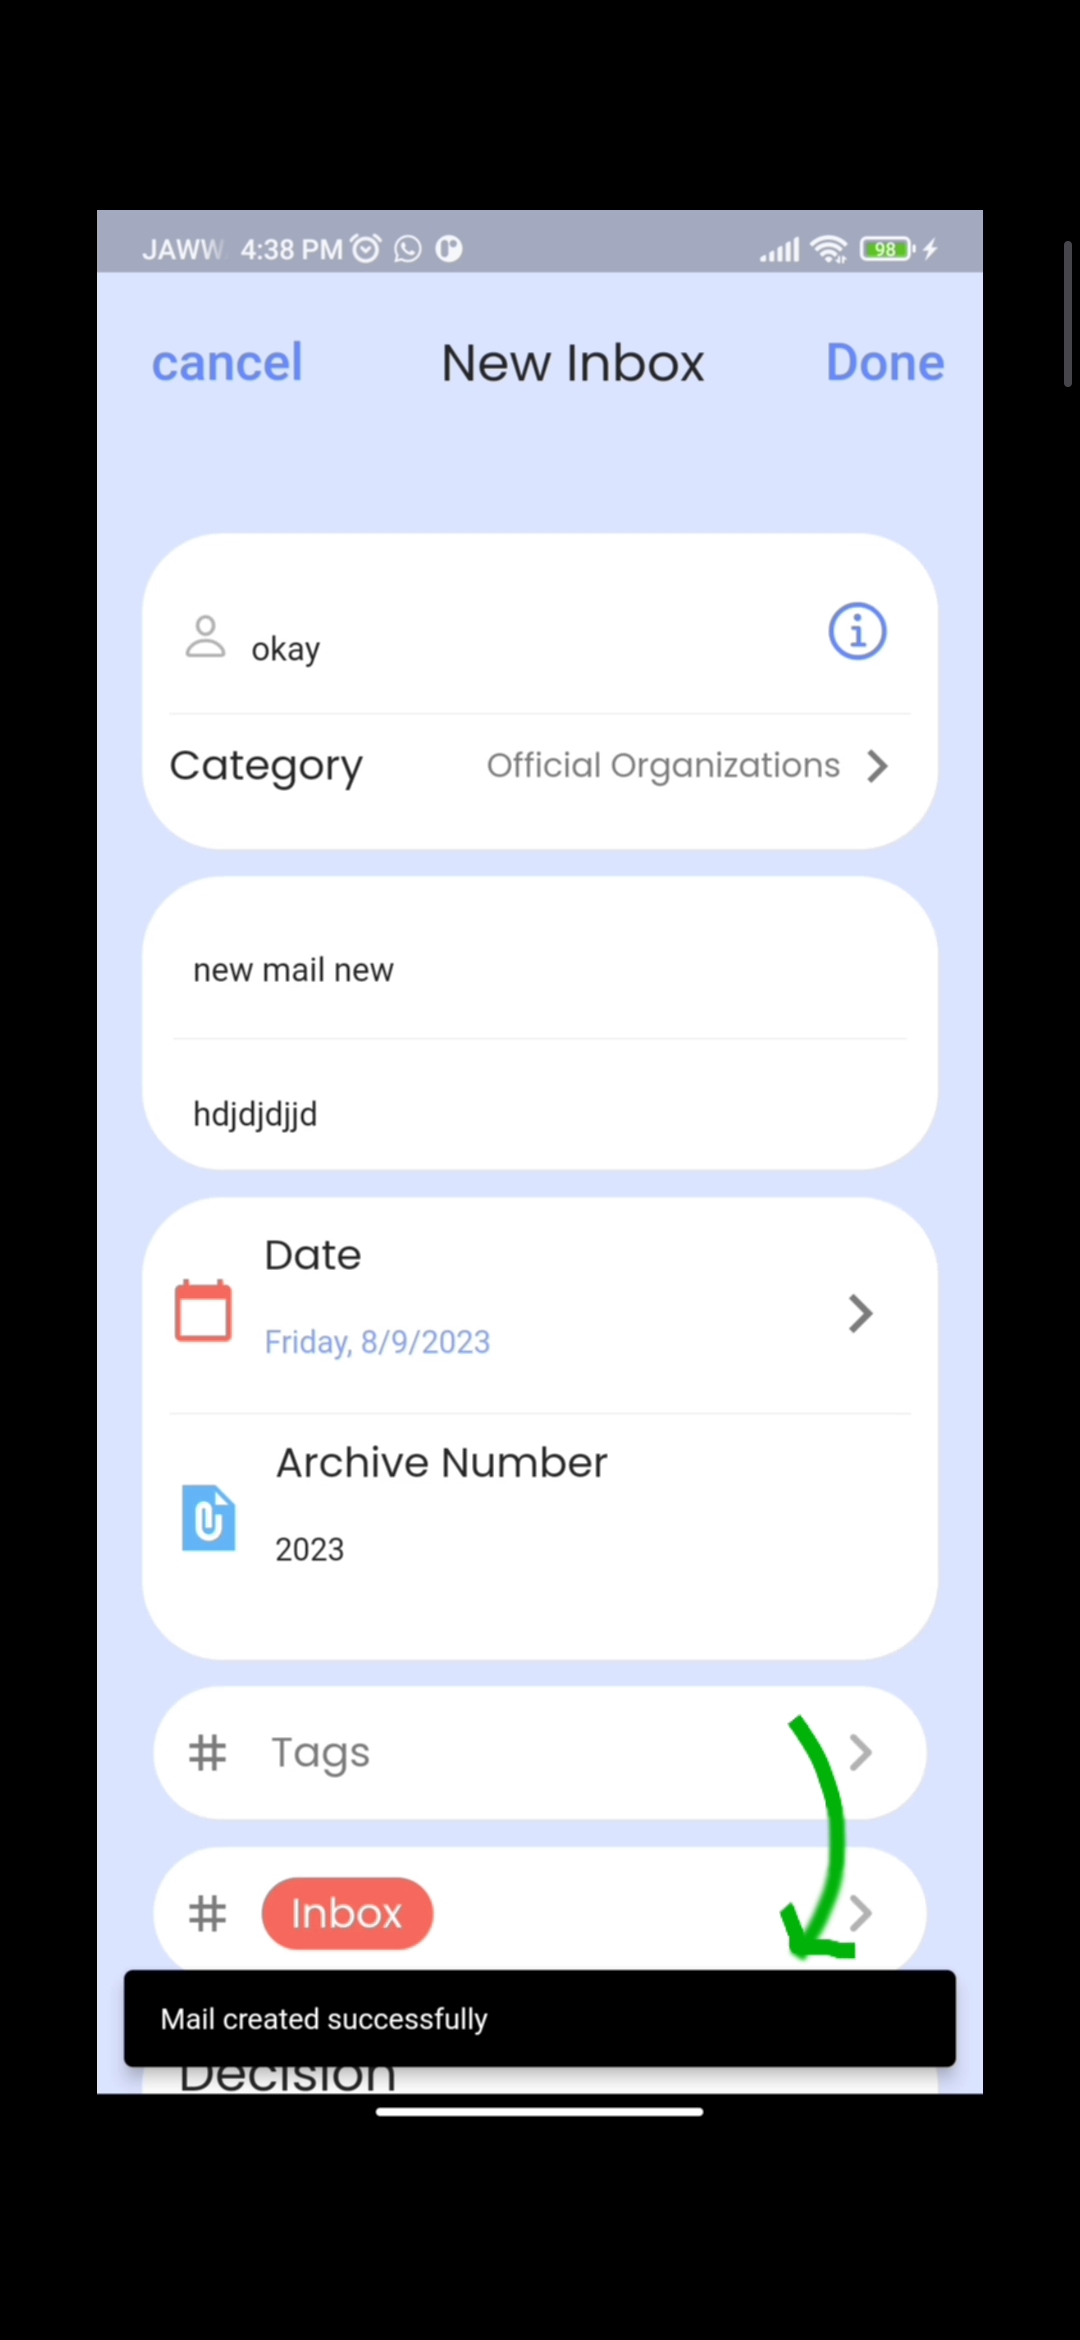 JAWW 4:38 PM 98
cancel New Inbox Done
okay
Category Official Organizations
new mail new
hdjdjdjjd
Date
Friday, 8/9/2023
Archive Number
2023
# Tags
# Inbox
Mail created successfully
Decision